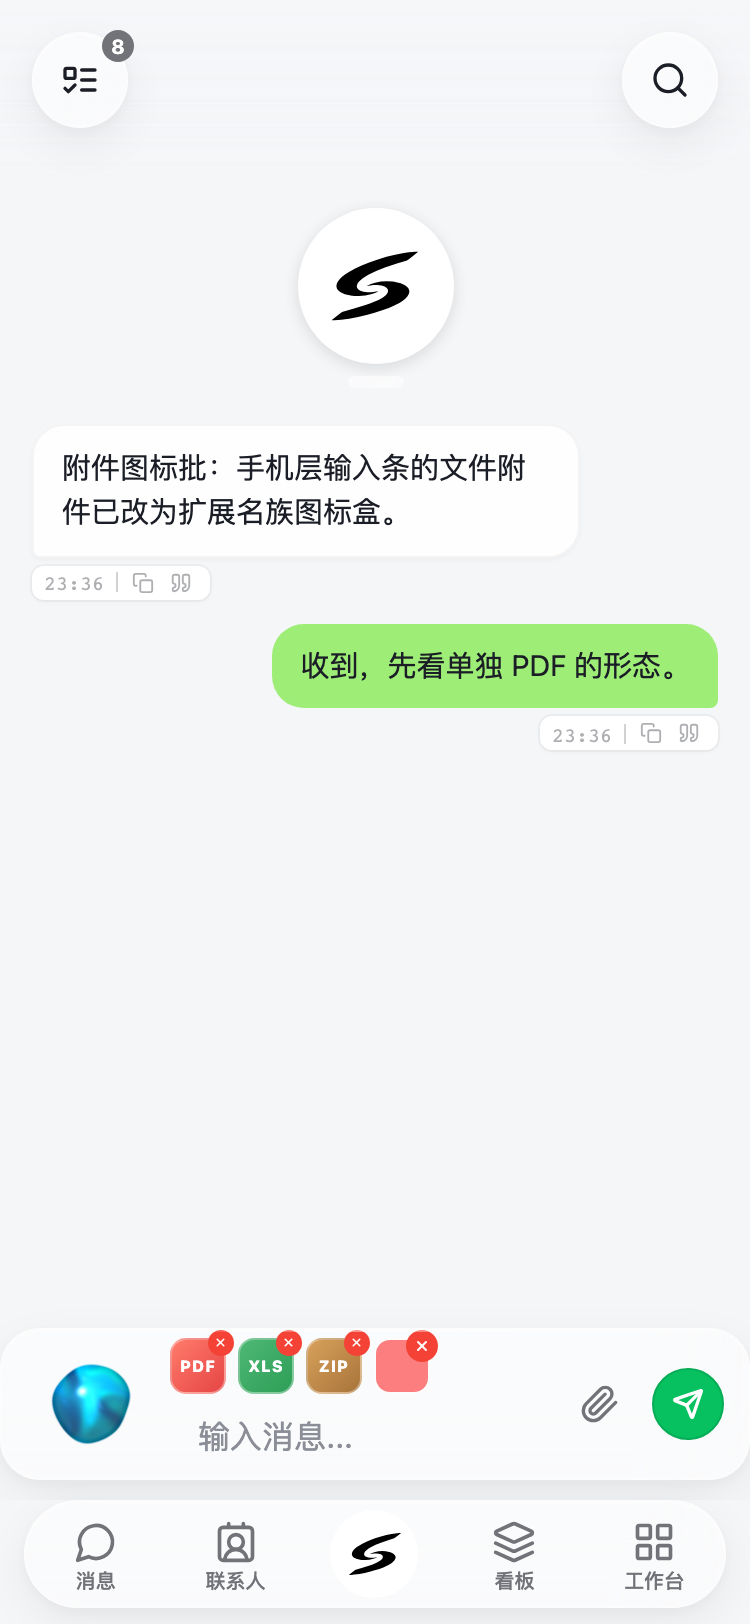 8
附件图标批：手机层输入条的文件附
件已改为扩展名族图标盒。
23:36
收到，先看单独 PDF 的形态。
23:36
PDF XLS ZIP
输入消息...
消息 联系人 看板 工作台